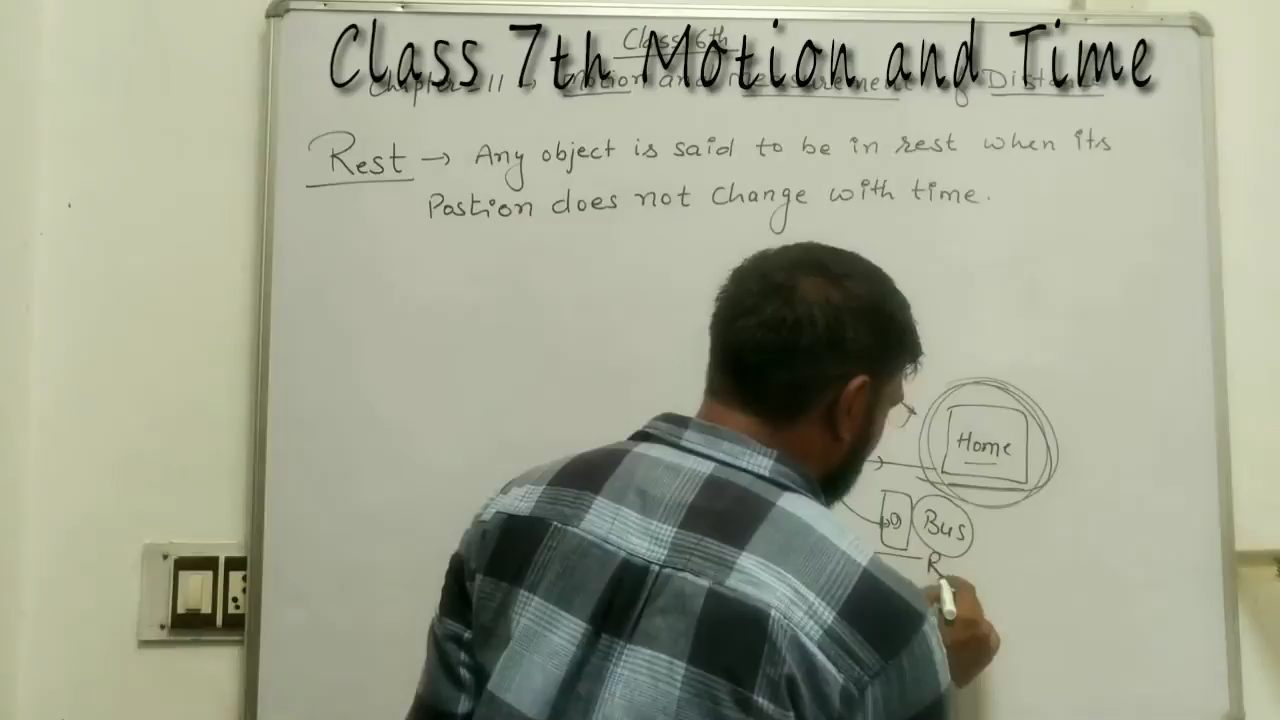 Class 7th Motion and Time
Class 6th
Chapter 11 → Motion and Measurement of Distance
Rest → Any object is said to be in rest when its
Postion does not change with time.
Home
Bus
R